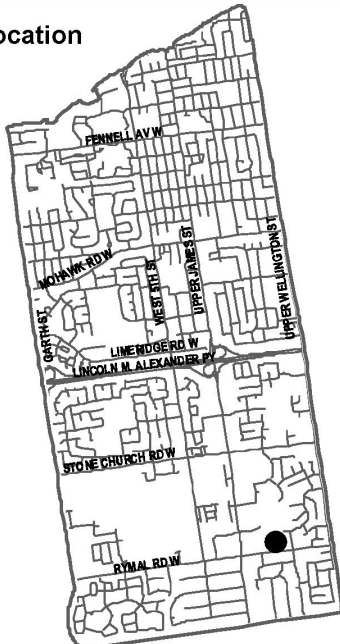 ocation
FENNELL AV W
MOHAWK RD W
GARTH ST
WEST 5TH ST
UPPER JAMES ST
UPPER WELLINGTON ST
LIMERIDGE RD W
LINCOLN M. ALEXANDER PY
STONE CHURCH RD W
RYMAL RD W